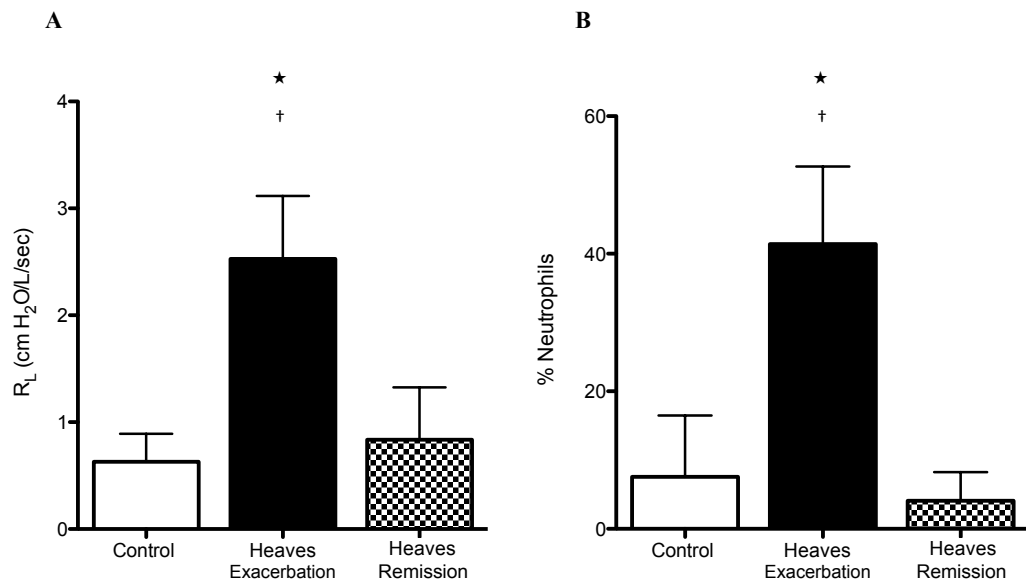 A
★
†
4
3
2
1
0
R_L (cm H₂O/L/sec)
Control
Heaves
Exacerbation
Heaves
Remission
B
★
†
60
40
20
0
% Neutrophils
Control
Heaves
Exacerbation
Heaves
Remission